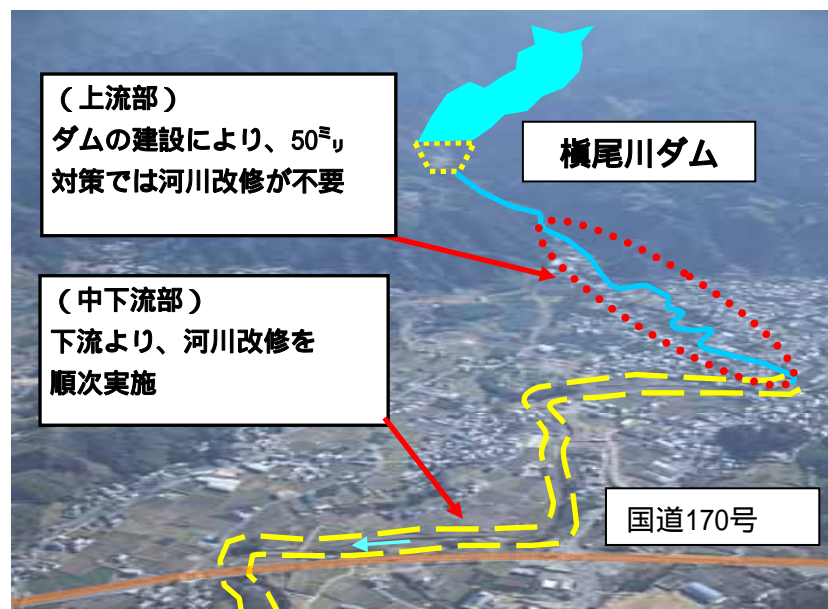 （上流部）
ダムの建設により、50㍉
対策では河川改修が不要
槇尾川ダム
（中下流部）
下流より、河川改修を
順次実施
国道170号